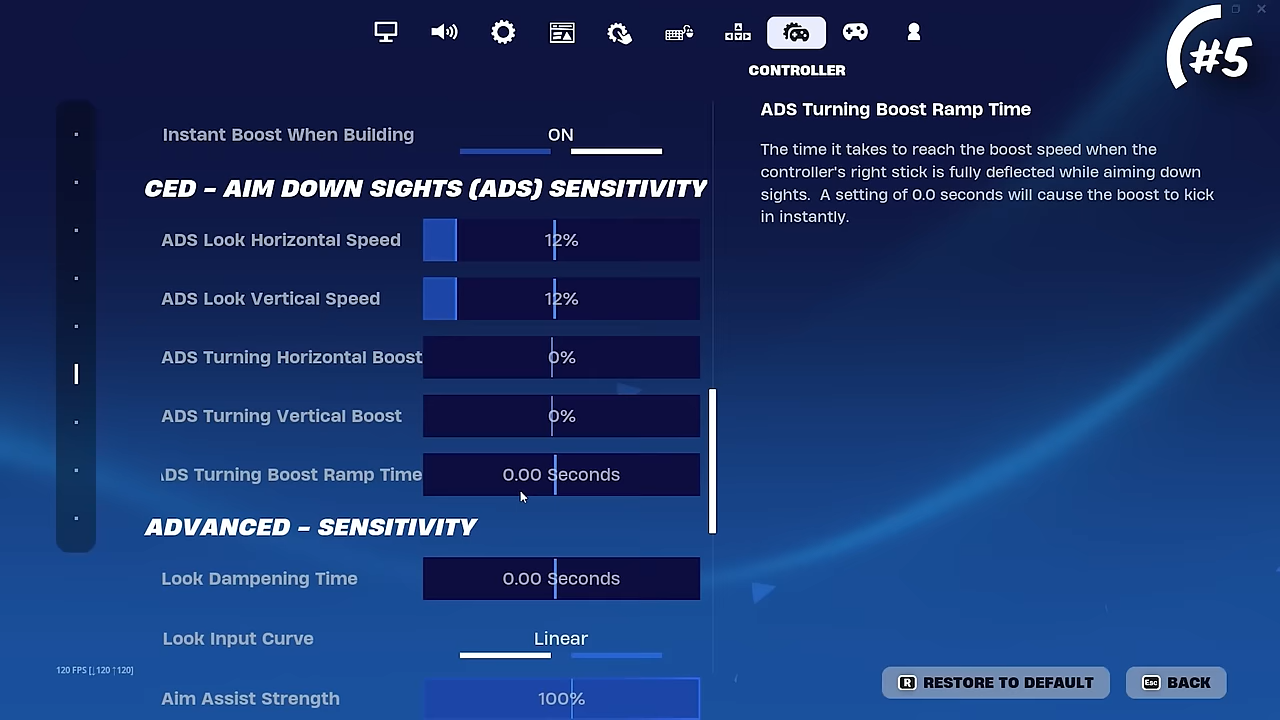 #5
CONTROLLER
Instant Boost When Building
ON
CED - AIM DOWN SIGHTS (ADS) SENSITIVITY
ADS Look Horizontal Speed
12%
ADS Look Vertical Speed
12%
ADS Turning Horizontal Boost
0%
ADS Turning Vertical Boost
0%
DS Turning Boost Ramp Time
0.00 Seconds
ADVANCED - SENSITIVITY
Look Dampening Time
0.00 Seconds
Look Input Curve
Linear
Aim Assist Strength
100%
ADS Turning Boost Ramp Time
The time it takes to reach the boost speed when the
controller's right stick is fully deflected while aiming down
sights.  A setting of 0.0 seconds will cause the boost to kick
in instantly.
120 FPS [↓120 ↑120]
R RESTORE TO DEFAULT
Esc BACK